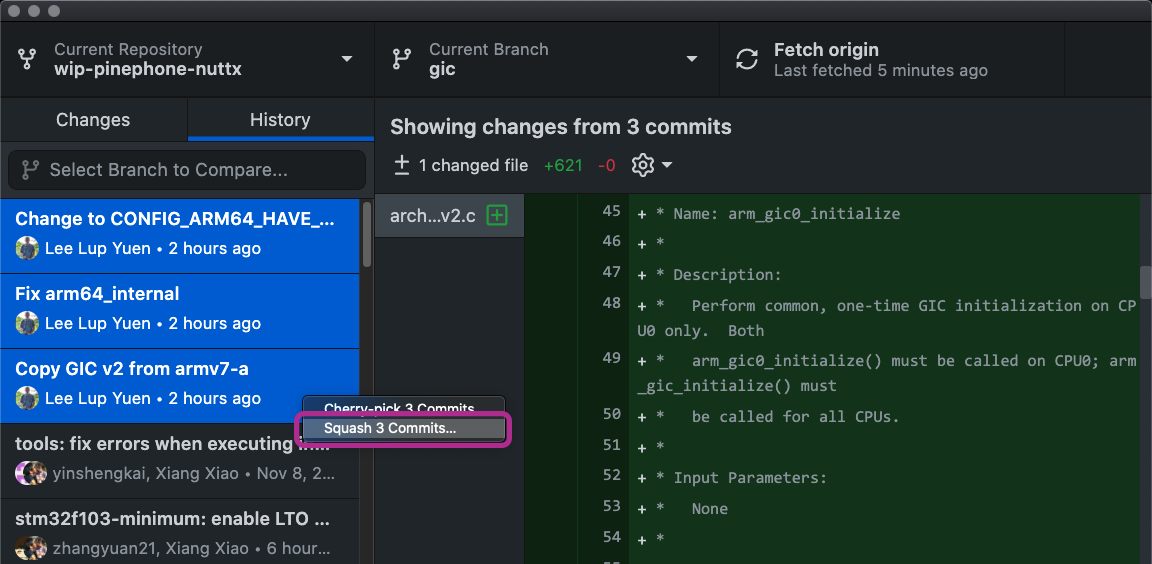 Current Repository
wip-pinephone-nuttx
Current Branch
gic
Fetch origin
Last fetched 5 minutes ago
Changes
History
Select Branch to Compare...
Change to CONFIG_ARM64_HAVE_...
Lee Lup Yuen • 2 hours ago
Fix arm64_internal
Lee Lup Yuen • 2 hours ago
Copy GIC v2 from armv7-a
Lee Lup Yuen • 2 hours ago
Cherry-pick 3 Commits
Squash 3 Commits...
tools: fix errors when executing
yinshengkai, Xiang Xiao • Nov 8, 2...
stm32f103-minimum: enable LTO ...
zhangyuan21, Xiang Xiao • 6 hour...
Showing changes from 3 commits
1 changed file +621 -0
arch...v2.c
45 + * Name: arm_gic0_initialize
46 + *
47 + * Description:
48 + *   Perform common, one-time GIC initialization on CP
U0 only.  Both
49 + *   arm_gic0_initialize() must be called on CPU0; arm
_gic_initialize() must
50 + *   be called for all CPUs.
51 + *
52 + * Input Parameters:
53 + *   None
54 + *